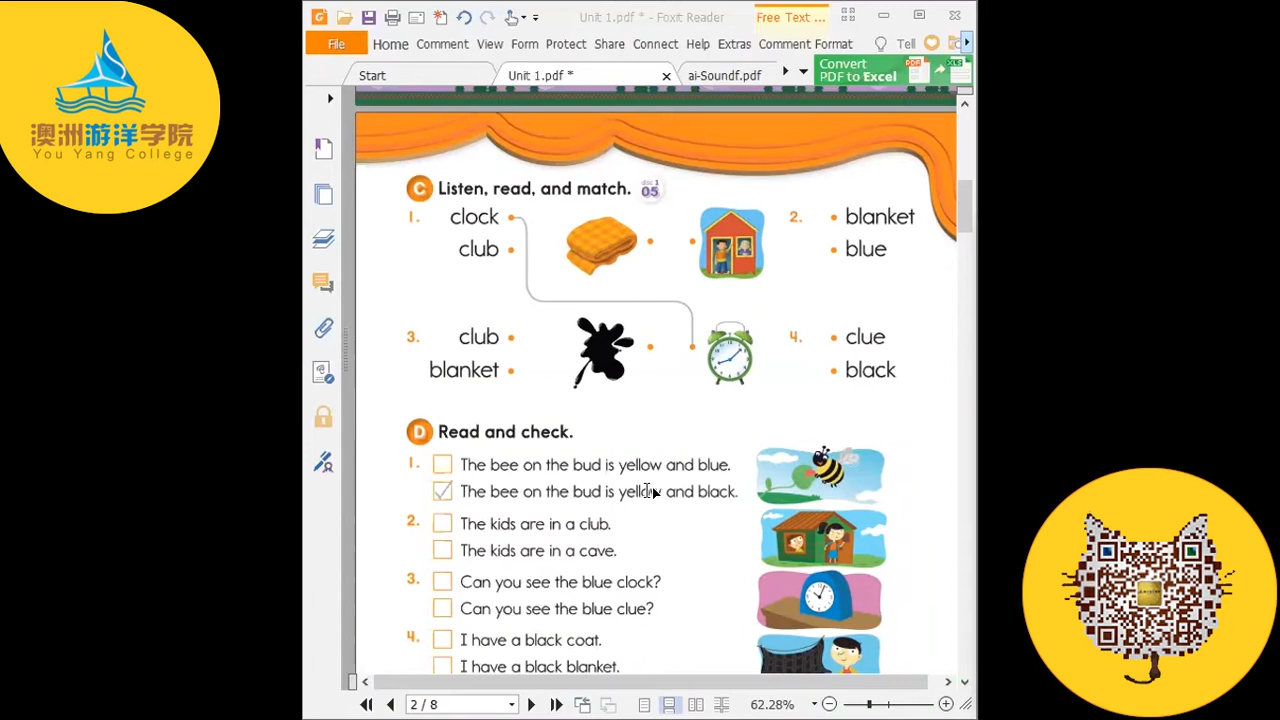 澳洲游洋学院
You Yang College
Unit 1.pdf * - Foxit Reader
Free Text ...
File Home Comment View Form Protect Share Connect Help Extras Comment Format Tell
Start
Unit 1.pdf *
ai-Soundf.pdf
Convert
PDF to Excel
PDF
XLS
C Listen, read, and match. disc 1 05
1. clock
club
2. blanket
blue
3. club
blanket
4. clue
black
D Read and check.
1. The bee on the bud is yellow and blue.
The bee on the bud is yellow and black.
2. The kids are in a club.
The kids are in a cave.
3. Can you see the blue clock?
Can you see the blue clue?
4. I have a black coat.
I have a black blanket.
2 / 8
62.28%